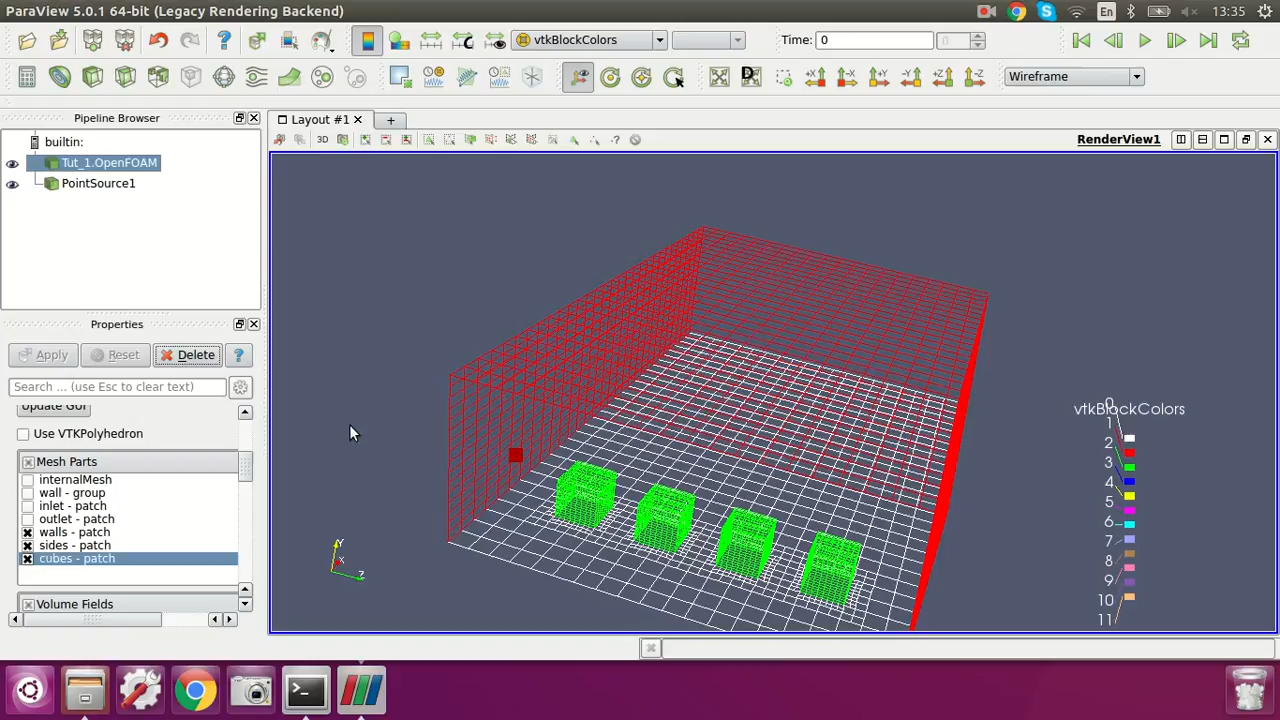 ParaView 5.0.1 64-bit (Legacy Rendering Backend)
En
13:35
vtkBlockColors
Time: 0
0
D
+X
-X
+Y
-Y
+Z
-Z
Wireframe
Pipeline Browser
Layout #1
+
builtin:
3D
RenderView1
Tut_1.OpenFOAM
PointSource1
Properties
Apply
Reset
Delete
?
Search ... (use Esc to clear text)
Update GUI
Use VTKPolyhedron
Mesh Parts
internalMesh
wall - group
inlet - patch
outlet - patch
walls - patch
sides - patch
cubes - patch
Volume Fields
Y
X
Z
vtkBlockColors
0
1
2
3
4
5
6
7
8
9
10
11